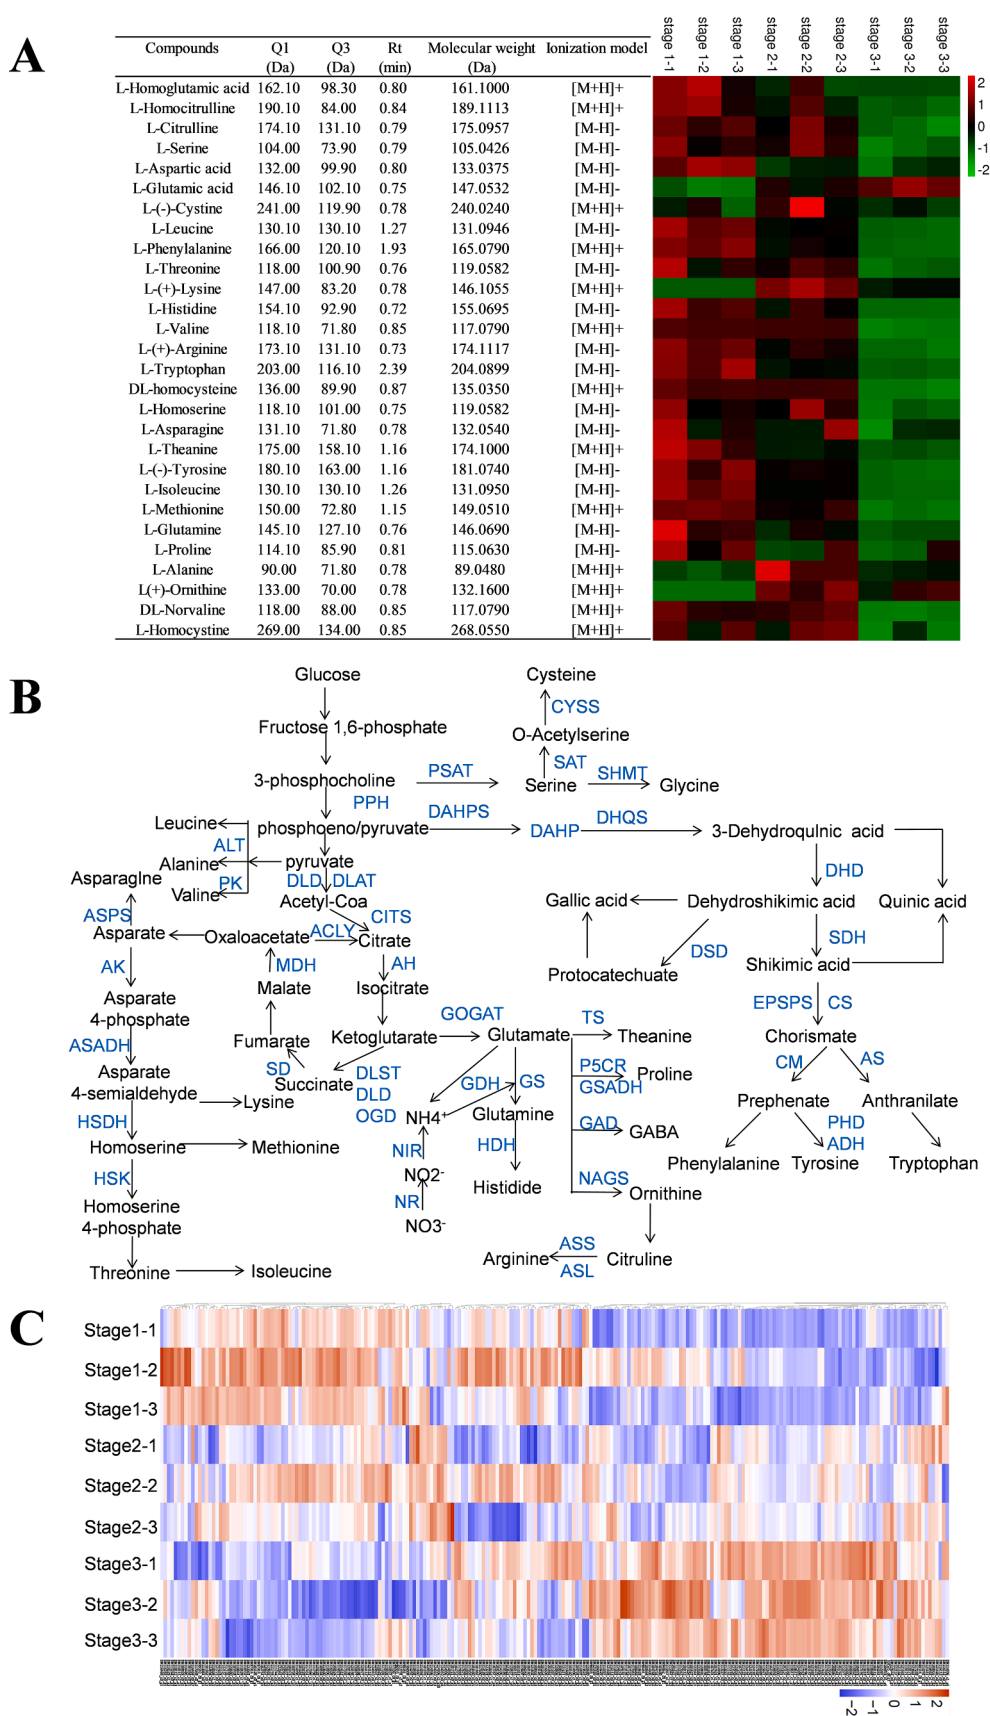 A
stage 1-1
stage 1-2
stage 1-3
stage 2-1
stage 2-2
stage 2-3
stage 3-1
stage 3-2
stage 3-3
Compounds Q1 Q3 Rt Molecular weight Ionization model
(Da) (Da) (min) (Da)
L-Homoglutamic acid 162.10 98.30 0.80 161.1000 [M+H]+
L-Homocitrulline 190.10 84.00 0.84 189.1113 [M+H]+
L-Citrulline 174.10 131.10 0.79 175.0957 [M-H]-
L-Serine 104.00 73.90 0.79 105.0426 [M-H]-
L-Aspartic acid 132.00 99.90 0.80 133.0375 [M-H]-
L-Glutamic acid 146.10 102.10 0.75 147.0532 [M-H]-
L-(-)-Cystine 241.00 119.90 0.78 240.0240 [M+H]+
L-Leucine 130.10 130.10 1.27 131.0946 [M-H]-
L-Phenylalanine 166.00 120.10 1.93 165.0790 [M+H]+
L-Threonine 118.00 100.90 0.76 119.0582 [M-H]-
L-(+)-Lysine 147.00 83.20 0.78 146.1055 [M+H]+
L-Histidine 154.10 92.90 0.72 155.0695 [M-H]-
L-Valine 118.10 71.80 0.85 117.0790 [M+H]+
L-(+)-Arginine 173.10 131.10 0.73 174.1117 [M-H]-
L-Tryptophan 203.00 116.10 2.39 204.0899 [M-H]-
DL-homocysteine 136.00 89.90 0.87 135.0350 [M+H]+
L-Homoserine 118.10 101.00 0.75 119.0582 [M-H]-
L-Asparagine 131.10 71.80 0.78 132.0540 [M-H]-
L-Theanine 175.00 158.10 1.16 174.1000 [M+H]+
L-(-)-Tyrosine 180.10 163.00 1.16 181.0740 [M-H]-
L-Isoleucine 130.10 130.10 1.26 131.0950 [M-H]-
L-Methionine 150.00 72.80 1.15 149.0510 [M+H]+
L-Glutamine 145.10 127.10 0.76 146.0690 [M-H]-
L-Proline 114.10 85.90 0.81 115.0630 [M-H]-
L-Alanine 90.00 71.80 0.78 89.0480 [M+H]+
L(+)-Ornithine 133.00 70.00 0.78 132.1600 [M+H]+
DL-Norvaline 118.00 88.00 0.85 117.0790 [M+H]+
L-Homocystine 269.00 134.00 0.85 268.0550 [M+H]+
2
1
0
-1
-2
B
Glucose Cysteine
CYSS
Fructose 1,6-phosphate O-Acetylserine
SAT
3-phosphocholine PSAT Serine SHMT Glycine
PPH
Leucine phosphoeno/pyruvate DAHPS DAHP DHQS 3-Dehydroqulnic acid
ALT
Alanine pyruvate DHD
Asparaglne PK DLD DLAT
Valine Acetyl-Coa Gallic acid Dehydroshikimic acid Quinic acid
ASPS CITS
Asparate Oxaloacetate ACLY Citrate DSD SDH
AK MDH AH Protocatechuate Shikimic acid
Asparate Malate Isocitrate
4-phosphate EPSPS CS
ASADH Fumarate Ketoglutarate GOGAT Glutamate TS Theanine Chorismate
Asparate SD Succinate DLST P5CR Proline CM AS
4-semialdehyde DLD GDH GS GSADH
Lysine OGD NH4+ Glutamine Prephenate Anthranilate
HSDH GAD GABA PHD
Homoserine Methionine NIR HDH ADH
HSK NO2- Phenylalanine Tyrosine Tryptophan
Homoserine NR Histidide NAGS Ornithine
4-phosphate NO3-
Threonine Isoleucine Arginine ASS Citruline
ASL
C
Stage1-1
Stage1-2
Stage1-3
Stage2-1
Stage2-2
Stage2-3
Stage3-1
Stage3-2
Stage3-3
-2 -1 0 1 2